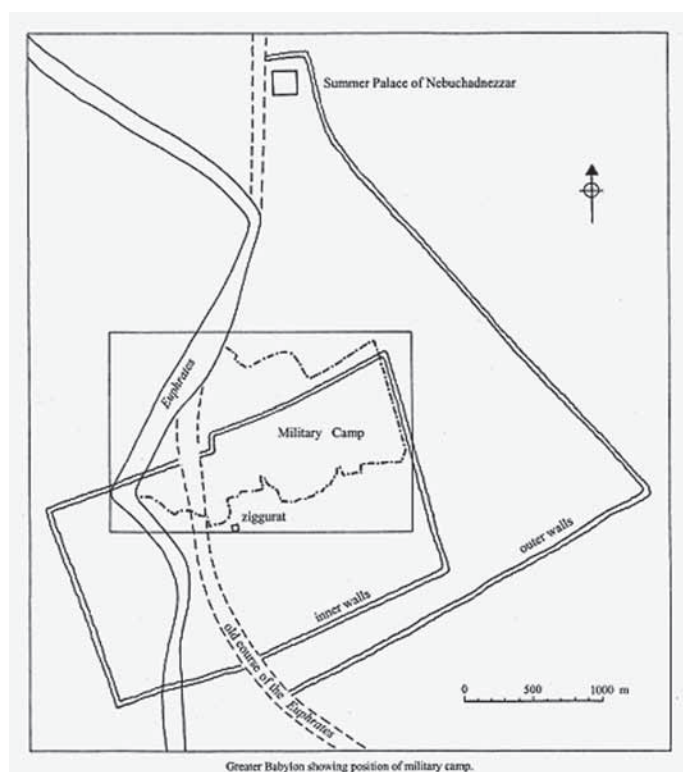 Summer Palace of Nebuchadnezzar
Euphrates
Military Camp
ziggurat
outer walls
inner walls
old course of the Euphrates
0 500 1000 m
Greater Babylon showing position of military camp.